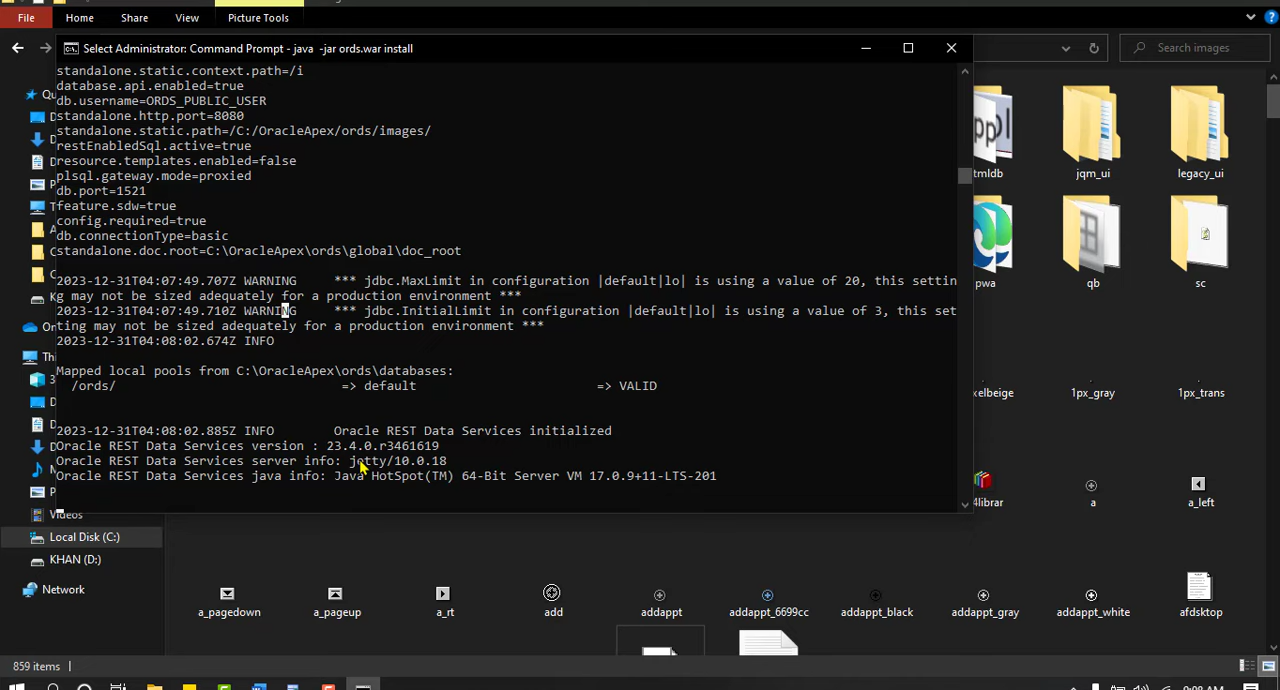 File
Home
Share
View
Picture Tools
Search images
Select Administrator: Command Prompt - java -jar ords.war install
standalone.static.context.path=/i
database.api.enabled=true
db.username=ORDS_PUBLIC_USER
standalone.http.port=8080
standalone.static.path=/C:/OracleApex/ords/images/
restEnabledSql.active=true
resource.templates.enabled=false
plsql.gateway.mode=proxied
db.port=1521
feature.sdw=true
config.required=true
db.connectionType=basic
standalone.doc.root=C:\OracleApex\ords\global\doc_root
2023-12-31T04:07:49.707Z WARNING *** jdbc.MaxLimit in configuration |default|lo| is using a value of 20, this settin
g may not be sized adequately for a production environment ***
2023-12-31T04:07:49.710Z WARNING *** jdbc.InitialLimit in configuration |default|lo| is using a value of 3, this set
ting may not be sized adequately for a production environment ***
2023-12-31T04:08:02.674Z INFO
Mapped local pools from C:\OracleApex\ords\databases:
/ords/ => default => VALID
2023-12-31T04:08:02.885Z INFO Oracle REST Data Services initialized
Oracle REST Data Services version : 23.4.0.r3461619
Oracle REST Data Services server info: jetty/10.0.18
Oracle REST Data Services java info: Java HotSpot(TM) 64-Bit Server VM 17.0.9+11-LTS-201
tmldb
jqm_ui
legacy_ui
pwa
qb
sc
xelbeige
1px_gray
1px_trans
4librar
a
a_left
Videos
Local Disk (C:)
KHAN (D:)
Network
a_pagedown
a_pageup
a_rt
add
addappt
addappt_6699cc
addappt_black
addappt_gray
addappt_white
afdsktop
859 items